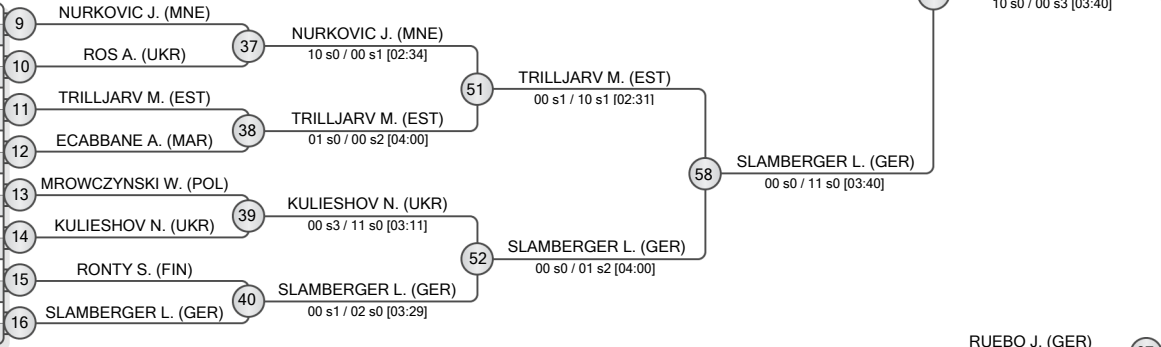 10 s0 / 00 s3 [03:40]
9
NURKOVIC J. (MNE)
37
NURKOVIC J. (MNE)
10 s0 / 00 s1 [02:34]
10
ROS A. (UKR)
51
TRILLJARV M. (EST)
00 s1 / 10 s1 [02:31]
11
TRILLJARV M. (EST)
38
TRILLJARV M. (EST)
01 s0 / 00 s2 [04:00]
12
ECABBANE A. (MAR)
58
SLAMBERGER L. (GER)
00 s0 / 11 s0 [03:40]
13
MROWCZYNSKI W. (POL)
39
KULIESHOV N. (UKR)
00 s3 / 11 s0 [03:11]
14
KULIESHOV N. (UKR)
52
SLAMBERGER L. (GER)
00 s0 / 01 s2 [04:00]
15
RONTY S. (FIN)
40
SLAMBERGER L. (GER)
00 s1 / 02 s0 [03:29]
16
SLAMBERGER L. (GER)
RUEBO J. (GER)